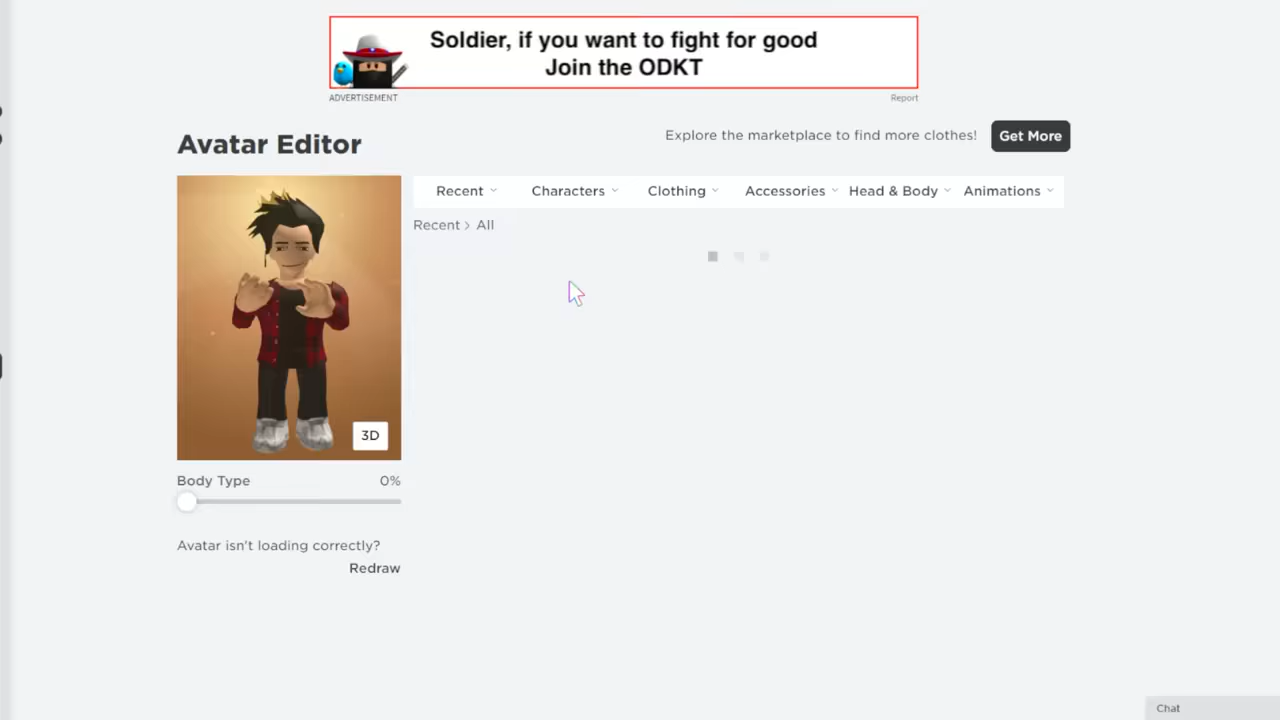 Soldier, if you want to fight for good
Join the ODKT
ADVERTISEMENT
Report
Avatar Editor
Explore the marketplace to find more clothes!
Get More
Recent
Characters
Clothing
Accessories
Head & Body
Animations
Recent > All
3D
Body Type
0%
Avatar isn't loading correctly?
Redraw
Chat